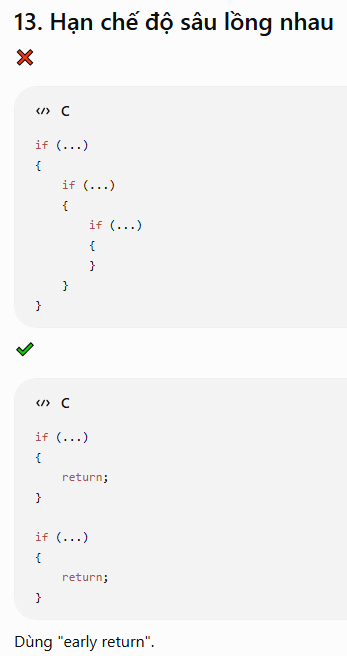 13. Hạn chế độ sâu lồng nhau
❌
</> C
if (...)
{
    if (...)
    {
        if (...)
        {
        }
    }
}
✔
</> C
if (...)
{
    return;
}

if (...)
{
    return;
}
Dùng "early return".